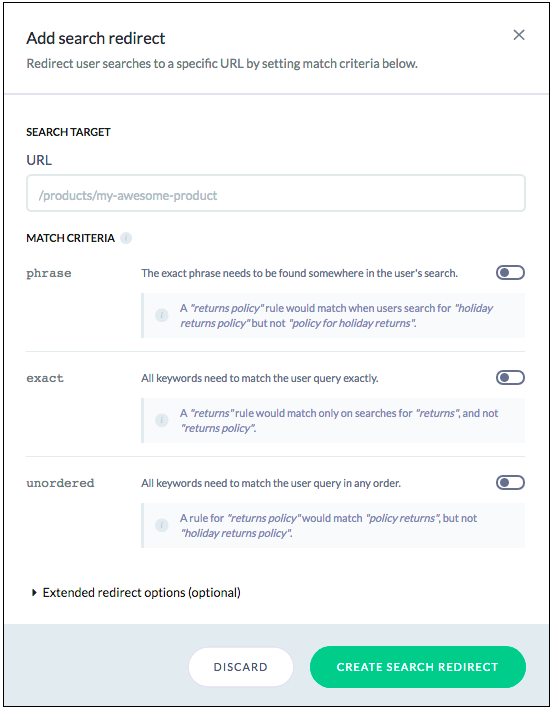 Add search redirect
Redirect user searches to a specific URL by setting match criteria below.
SEARCH TARGET
URL
/products/my-awesome-product
MATCH CRITERIA i
phrase
The exact phrase needs to be found somewhere in the user's search.
i
A "returns policy" rule would match when users search for "holiday
returns policy" but not "policy for holiday returns".
exact
All keywords need to match the user query exactly.
i
A "returns" rule would match only on searches for "returns", and not
"returns policy".
unordered
All keywords need to match the user query in any order.
i
A rule for "returns policy" would match "policy returns", but not
"holiday returns policy".
Extended redirect options (optional)
DISCARD
CREATE SEARCH REDIRECT